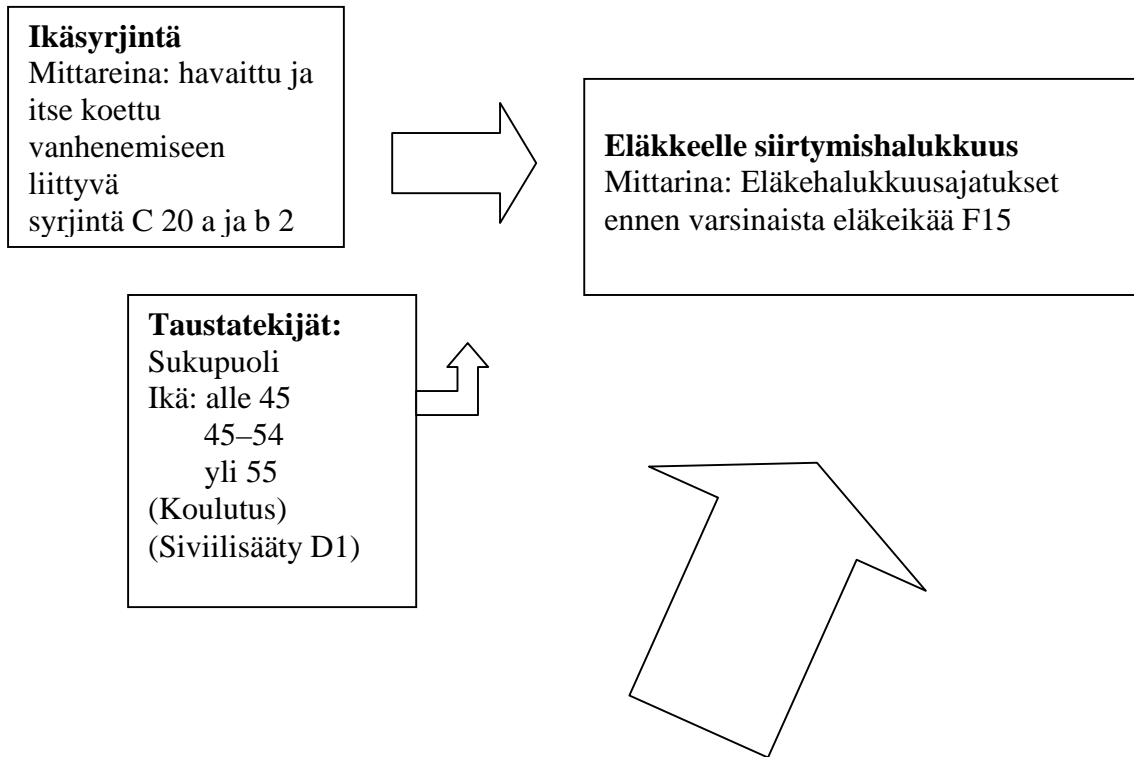 Ikäsyrjintä
Mittareina: havaittu ja
itse koettu
vanhenemiseen
liittyvä
syrjintä C 20 a ja b 2
Eläkkeelle siirtymishalukkuus
Mittarina: Eläkehalukkuusajatukset
ennen varsinaista eläkeikää F15
Taustatekijät:
Sukupuoli
Ikä: alle 45
45–54
yli 55
(Koulutus)
(Siviilisääty D1)